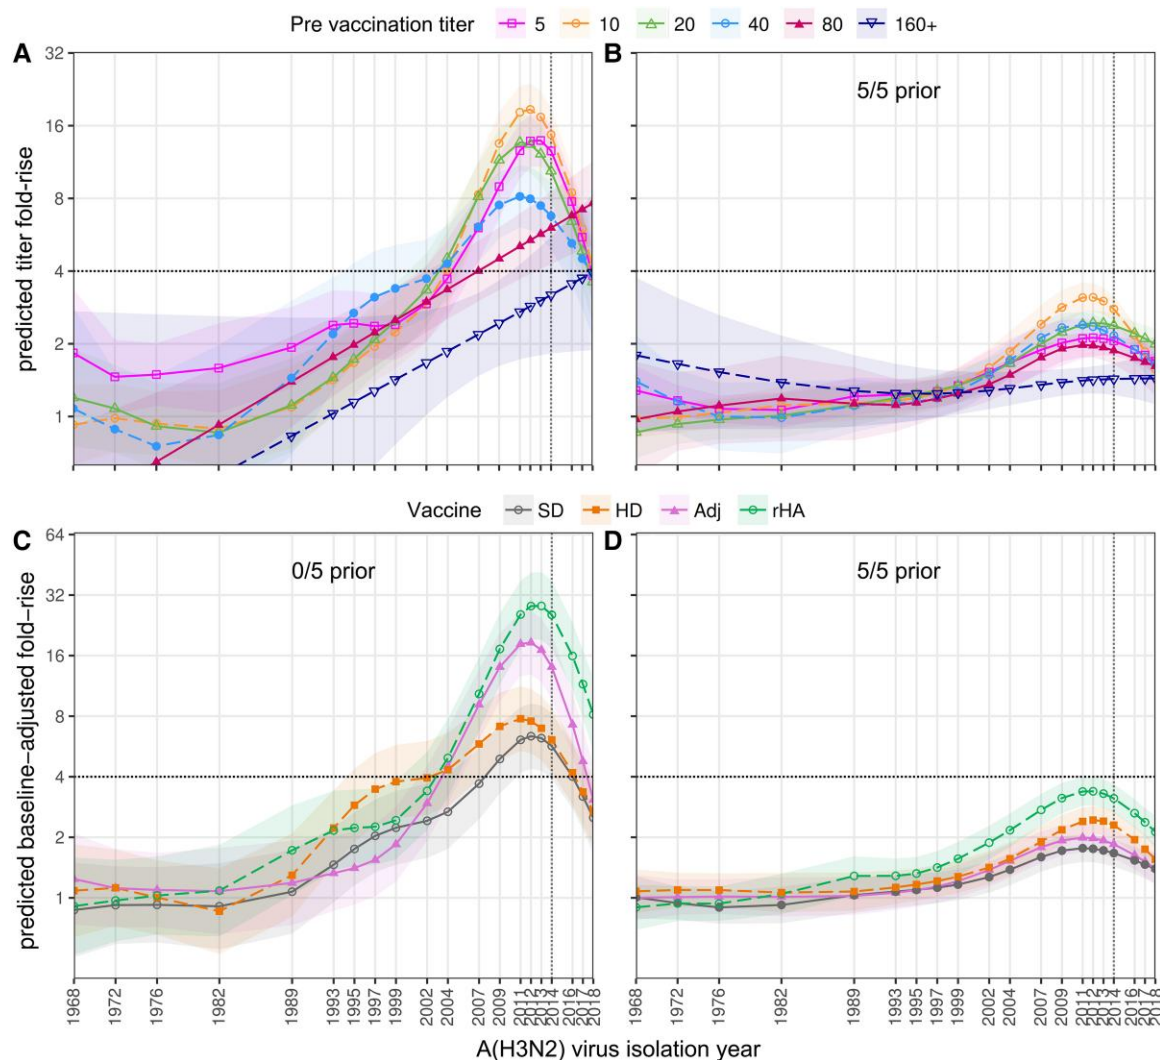 Pre vaccination titer 5 10 20 40 80 160+
A B
32
16
8
4
2
1
predicted titer fold−rise
5/5 prior
Vaccine SD HD Adj rHA
C D
64
32
16
8
4
2
1
predicted baseline−adjusted fold−rise
0/5 prior
5/5 prior
1968 1972 1976 1982 1989 1993 1995 1997 1999 2002 2004 2007 2009 2011 2012 2013 2014 2016 2017 2018
1968 1972 1976 1982 1989 1993 1995 1997 1999 2002 2004 2007 2009 2011 2012 2013 2014 2016 2017 2018
A(H3N2) virus isolation year